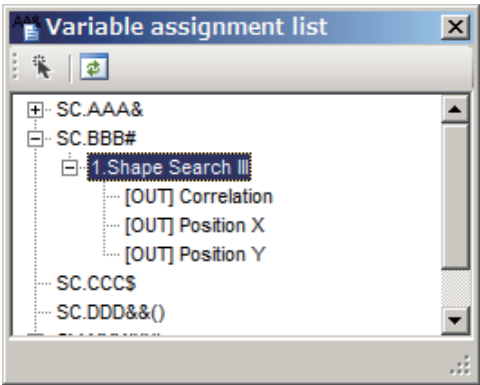 Variable assignment list
SC.AAA&
SC.BBB#
1.Shape Search III
[OUT] Correlation
[OUT] Position X
[OUT] Position Y
SC.CCC$
SC.DDD&&()